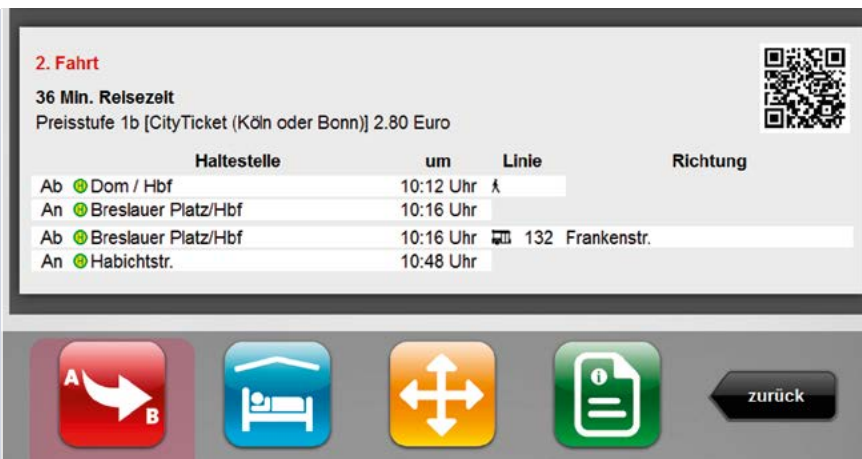 2. Fahrt
36 Min. Reisezeit
Preisstufe 1b [CityTicket (Köln oder Bonn)] 2.80 Euro
Haltestelle um Linie Richtung
Ab H Dom / Hbf 10:12 Uhr
An H Breslauer Platz/Hbf 10:16 Uhr
Ab H Breslauer Platz/Hbf 10:16 Uhr 132 Frankenstr.
An H Habichtstr. 10:48 Uhr
A B
i
zurück